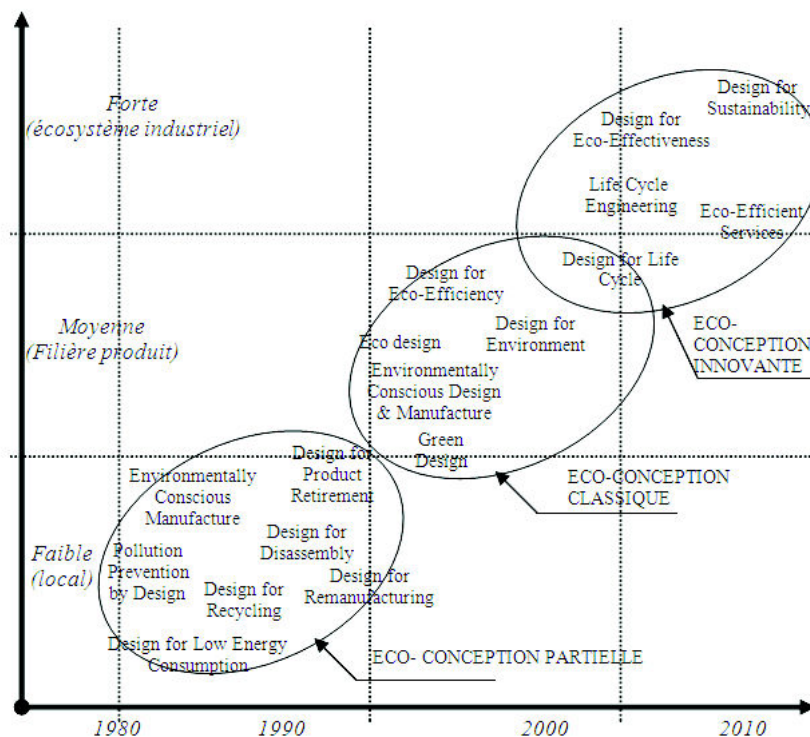 Forte
(écosystème industriel)
Design for
Sustainability
Design for
Eco-Effectiveness
Life Cycle
Engineering
Eco-Efficient
Services
Design for Life
Cycle
Moyenne
(Filière produit)
Design for
Eco-Efficiency
Eco design
Design for
Environment
Environmentally
Conscious Design
& Manufacture
Green
Design
ECO-
CONCEPTION
INNOVANTE
ECO-CONCEPTION
CLASSIQUE
Faible
(local)
Environmentally
Conscious
Manufacture
Design for
Product
Retirement
Pollution
Prevention
by Design
Design for
Disassembly
Design for
Recycling
Design for
Remanufacturing
Design for Low Energy
Consumption
ECO- CONCEPTION PARTIELLE
1980
1990
2000
2010